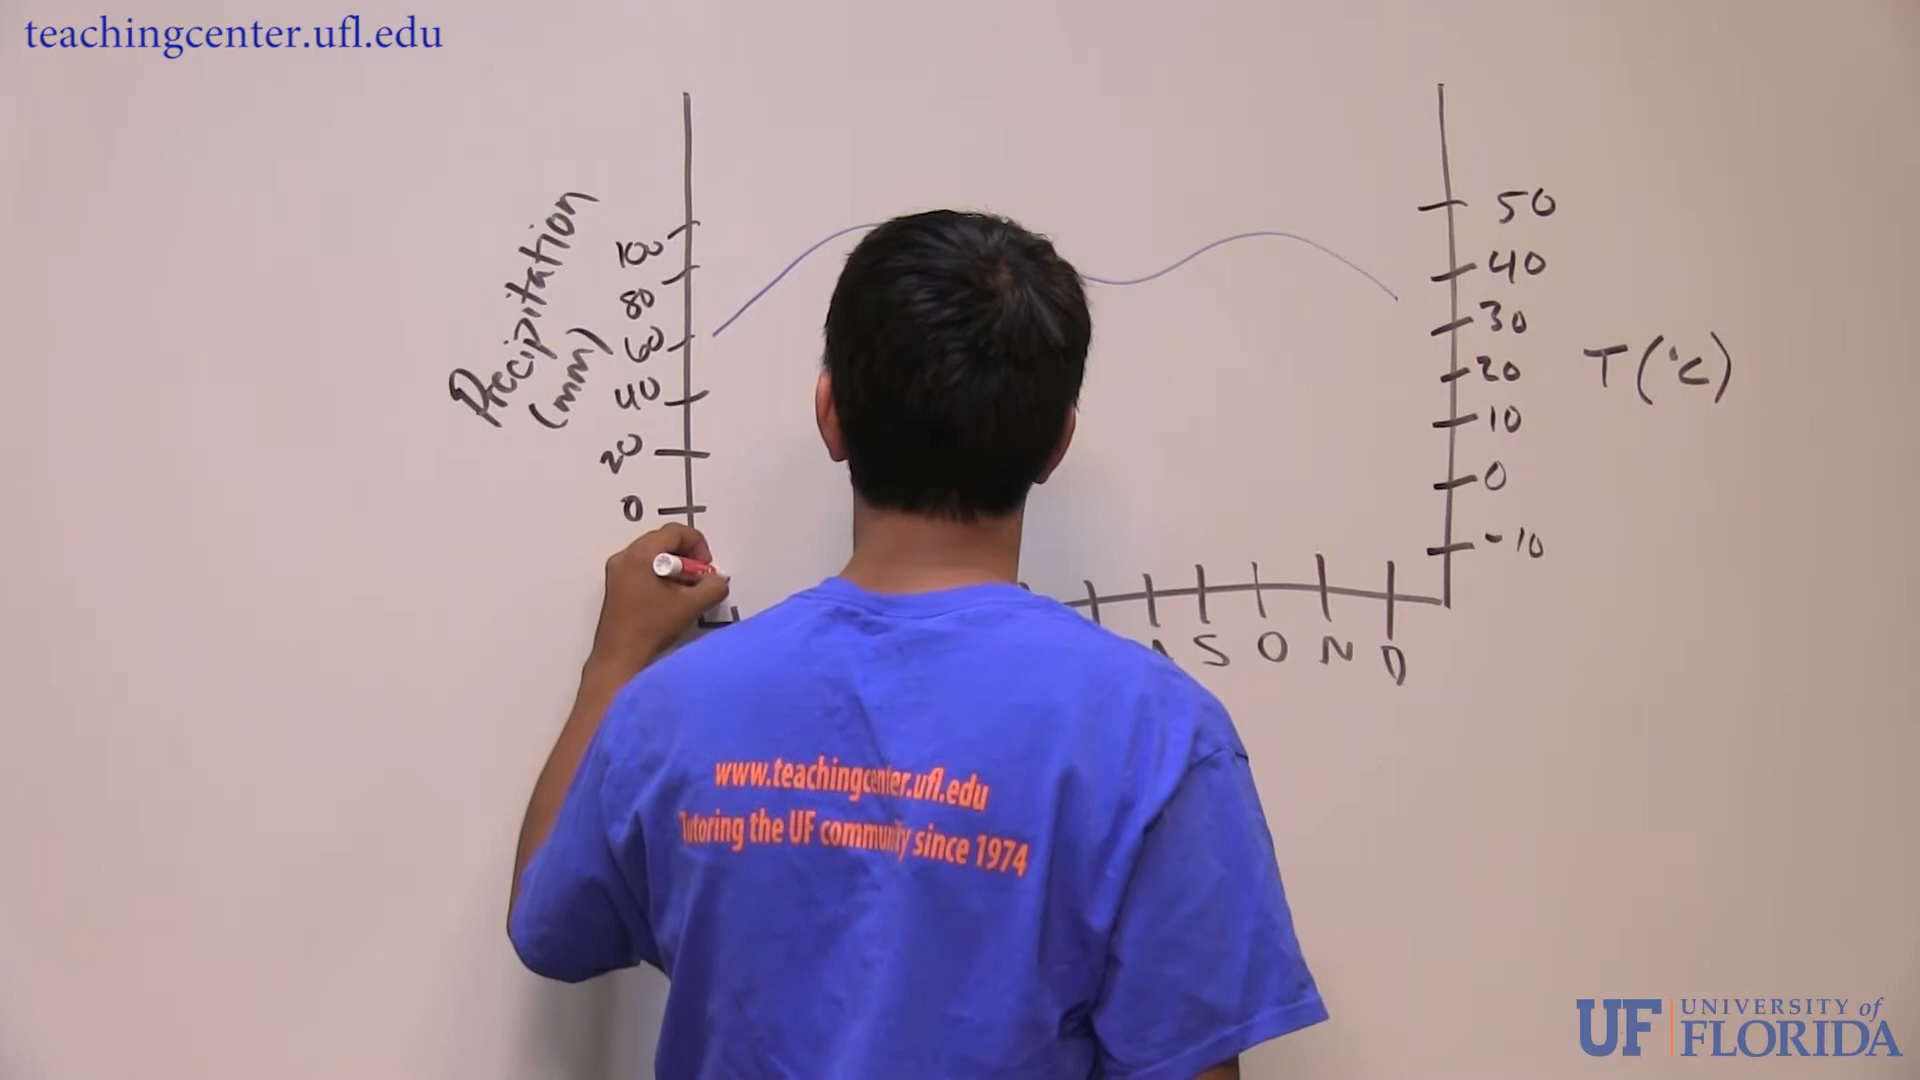 teachingcenter.ufl.edu
Precipitation
(mm)
100
80
60
40
20
0
50
40
30
20
10
0
-10
T (°C)
S O N D
www.teachingcenter.ufl.edu
Tutoring the UF community since 1974
UF UNIVERSITY of
FLORIDA